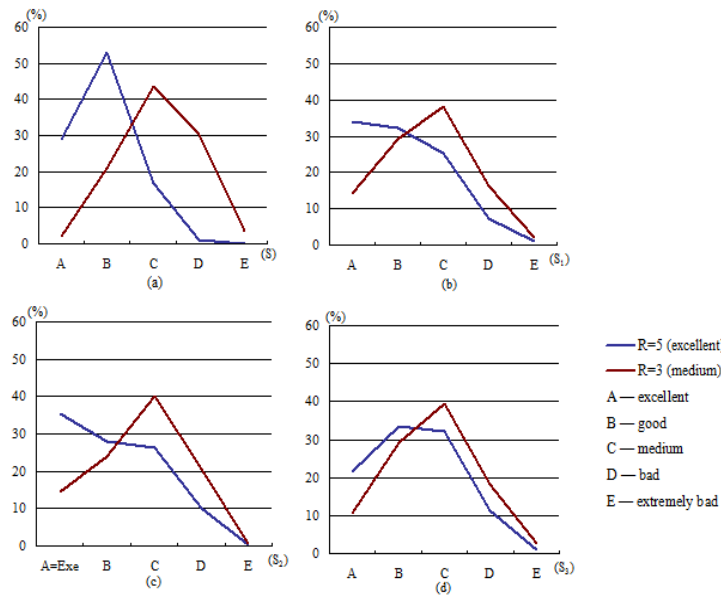 (%)
60
50
40
30
20
10
0
A B C D E (S)
(a)
(%)
60
50
40
30
20
10
0
A B C D E (S₁)
(b)
(%)
60
50
40
30
20
10
0
A=Exe B C D E (S₂)
(c)
(%)
60
50
40
30
20
10
0
A B C D E (S₃)
(d)
R=5 (excellent)
R=3 (medium)
A — excellent
B — good
C — medium
D — bad
E — extremely bad